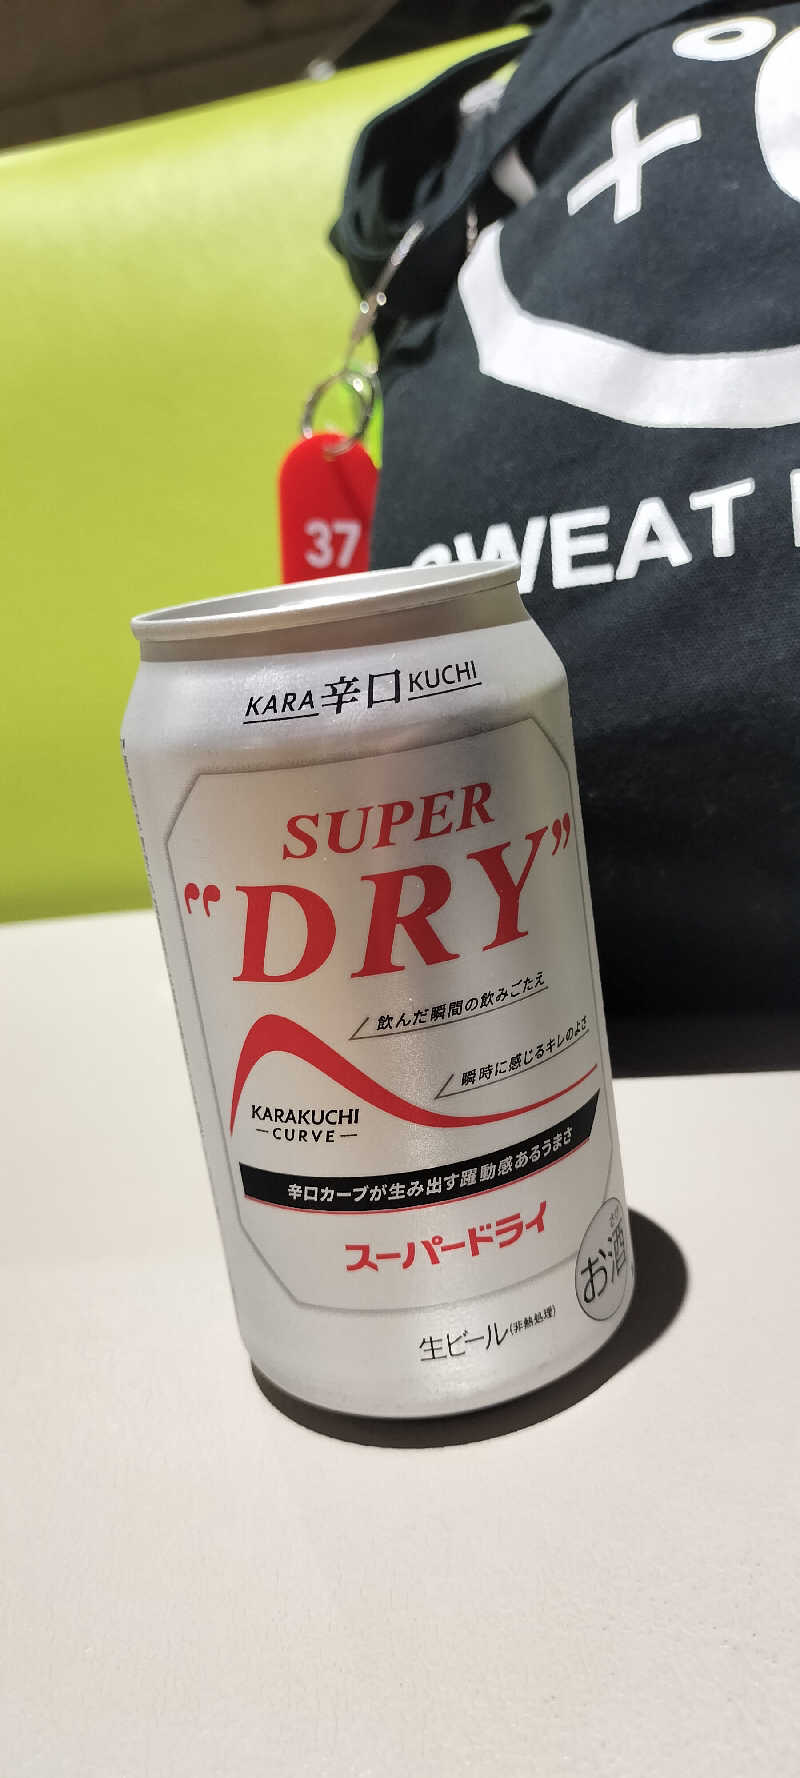 +
SWEAT
37
KARA辛口KUCHI
SUPER
“DRY”
飲んだ瞬間の飲みごたえ
瞬時に感じるキレのよさ
KARAKUCHI
—CURVE—
辛口カーブが生み出す躍動感あるうまさ
スーパードライ
さけ
お酒
生ビール(非熱処理)